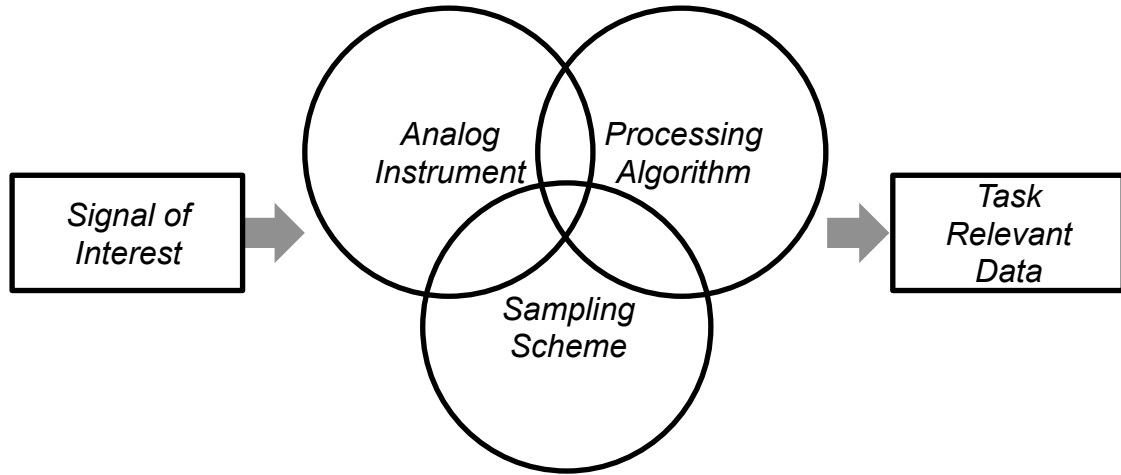 Signal of
Interest
Analog
Instrument
Processing
Algorithm
Sampling
Scheme
Task
Relevant
Data